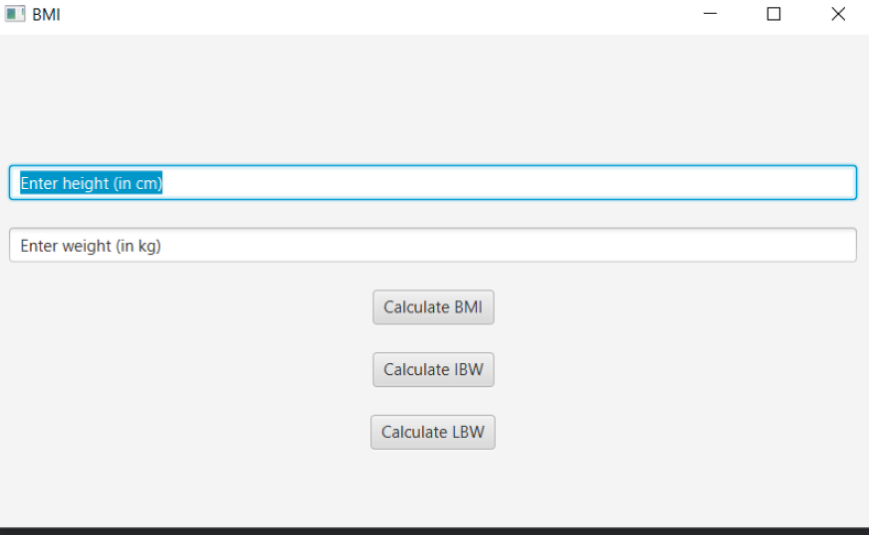 BMI
Enter height (in cm)
Enter weight (in kg)
Calculate BMI
Calculate IBW
Calculate LBW